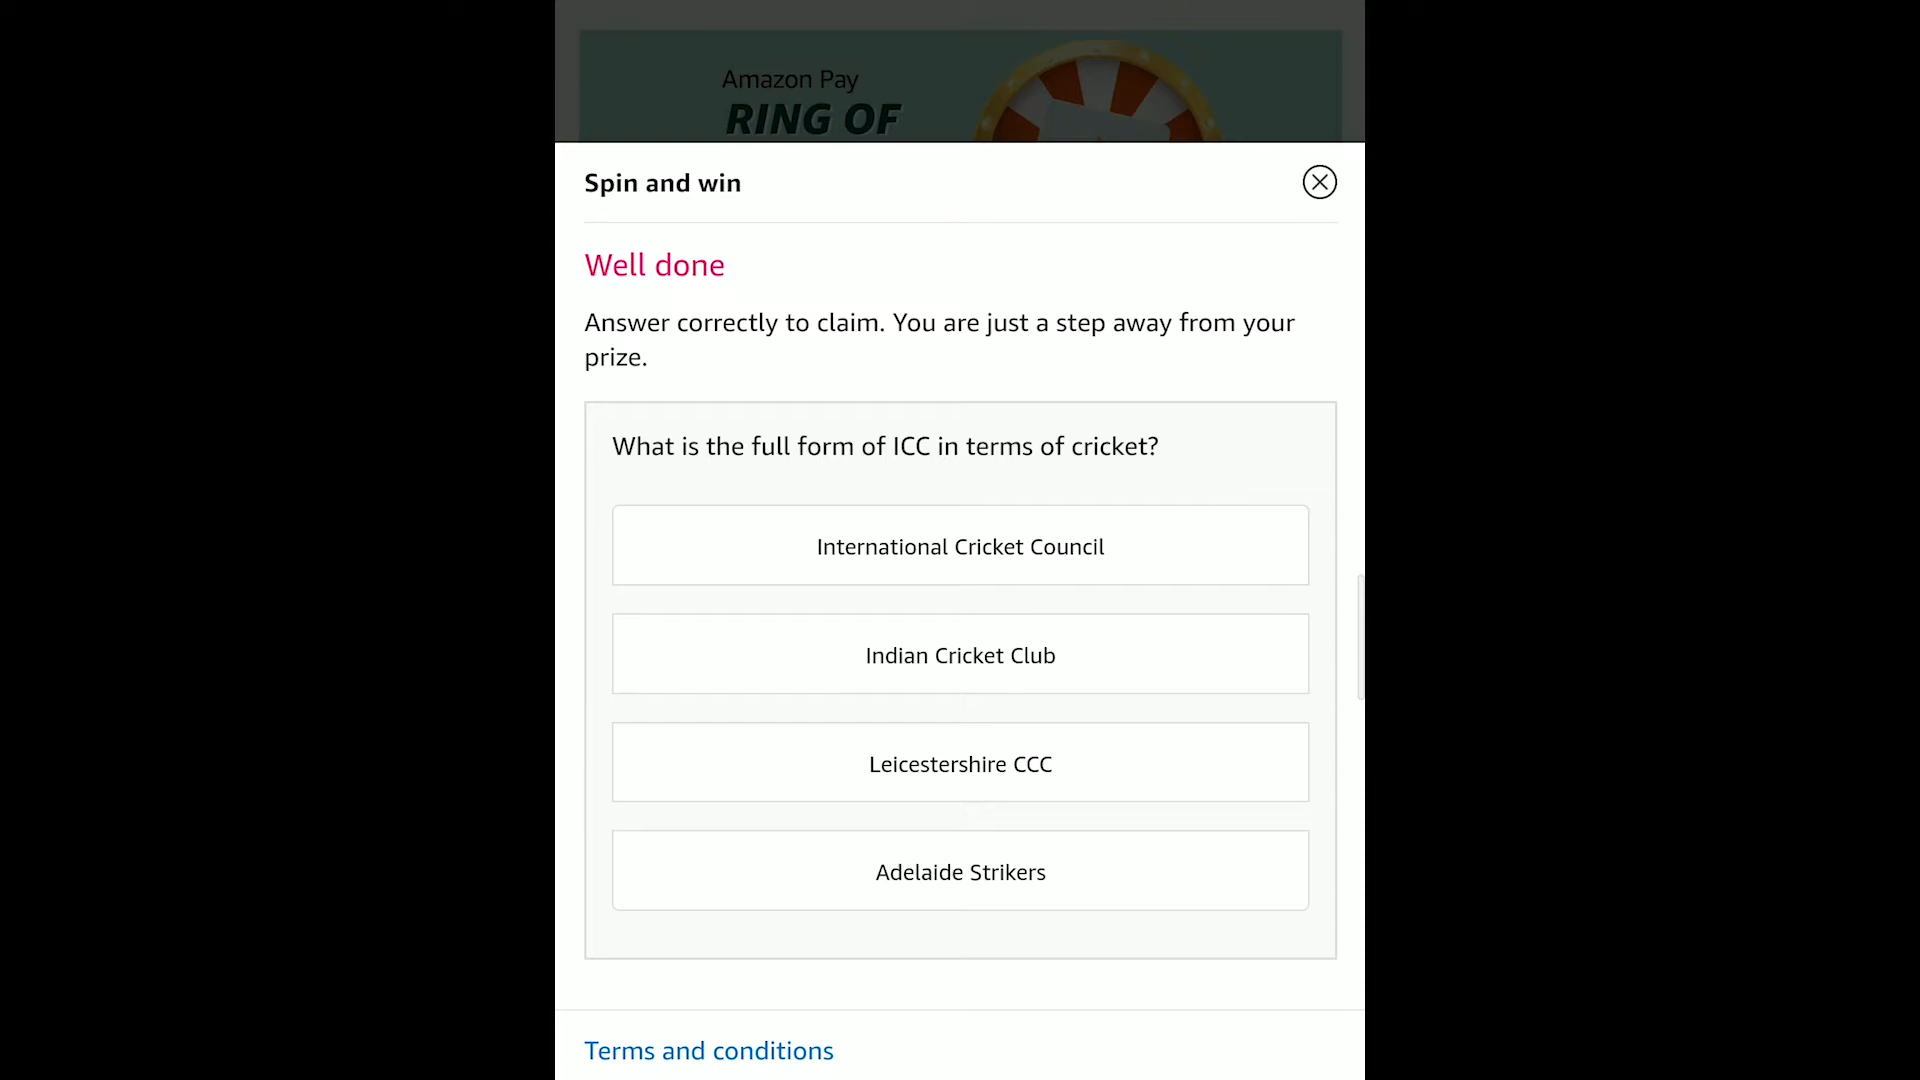 Amazon Pay
RING OF
Spin and win
Well done
Answer correctly to claim. You are just a step away from your
prize.
What is the full form of ICC in terms of cricket?
International Cricket Council
Indian Cricket Club
Leicestershire CCC
Adelaide Strikers
Terms and conditions